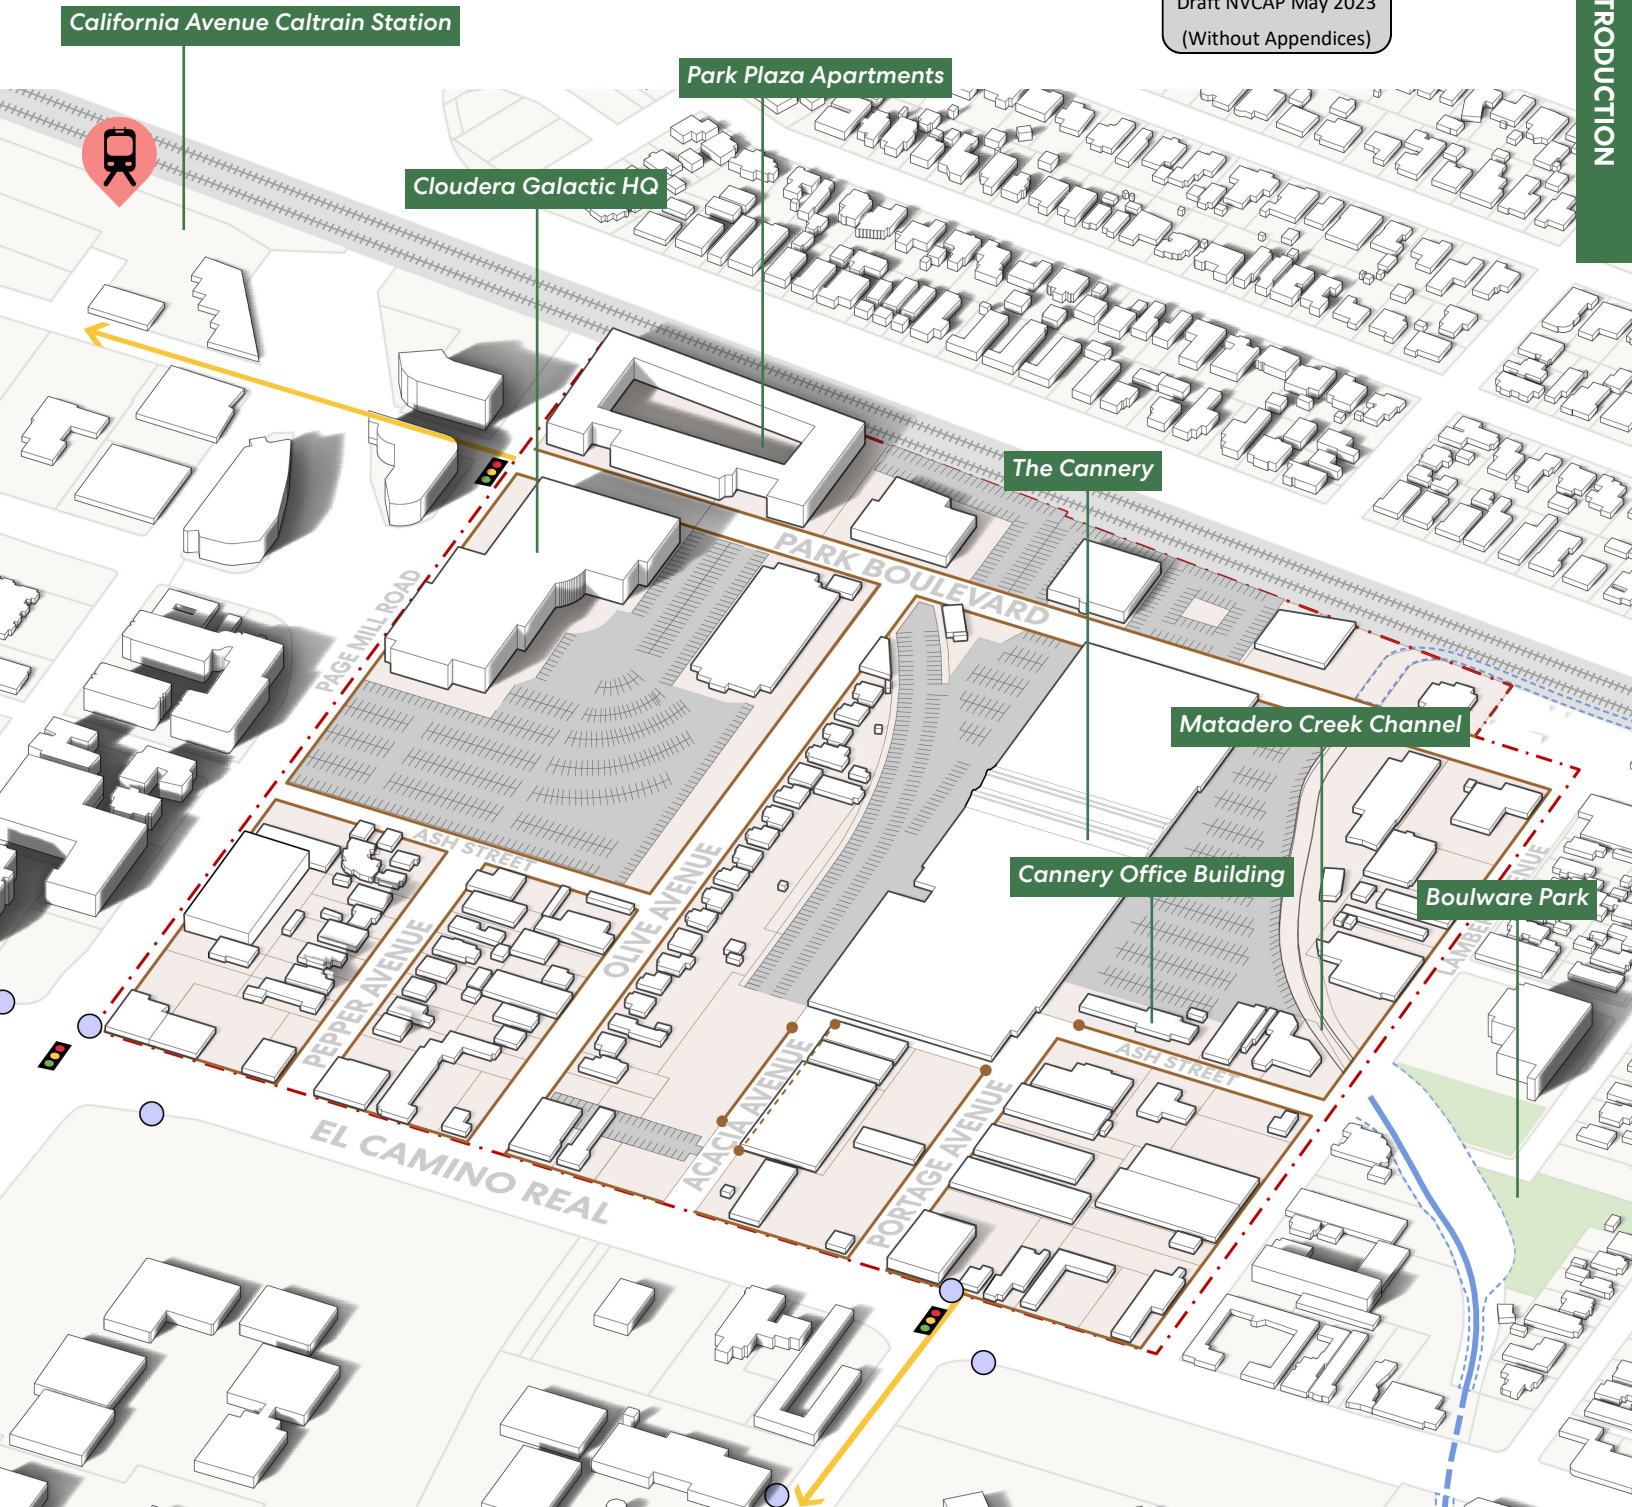 California Avenue Caltrain Station
Draft NVCAP May 2023
(Without Appendices)
TRODUCTION
Park Plaza Apartments
Cloudera Galactic HQ
The Cannery
PARK BOULEVARD
PAGE MILL ROAD
Matadero Creek Channel
ASH STREET
OLIVE AVENUE
Cannery Office Building
Boulware Park
PEPPER AVENUE
ACACIA AVENUE
ASH STREET
PORTAGE AVENUE
EL CAMINO REAL